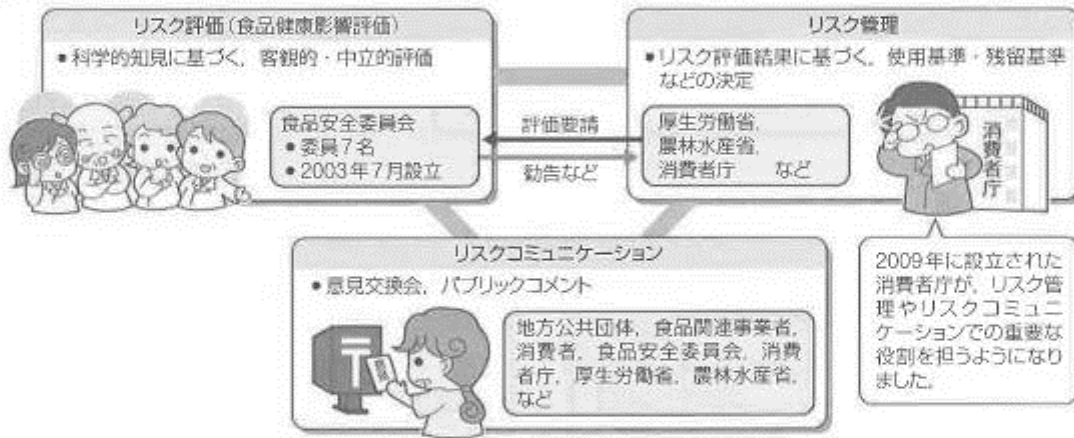 リスク評価(食品健康影響評価)
•科学的知見に基づく，客観的・中立的評価
食品安全委員会
•委員7名
•2003年7月設立
評価要請
勧告など
リスク管理
•リスク評価結果に基づく，使用基準・残留基準
などの決定
厚生労働省，
農林水産省，
消費者庁　など
消費者庁
リスクコミュニケーション
•意見交換会，パブリックコメント
地方公共団体，食品関連事業者，
消費者，食品安全委員会，消費
者庁，厚生労働省，農林水産省，
など
〒
2009年に設立された
消費者庁が，リスク管
理やリスクコミュニ
ケーションでの重要な
役割を担うようになり
ました。